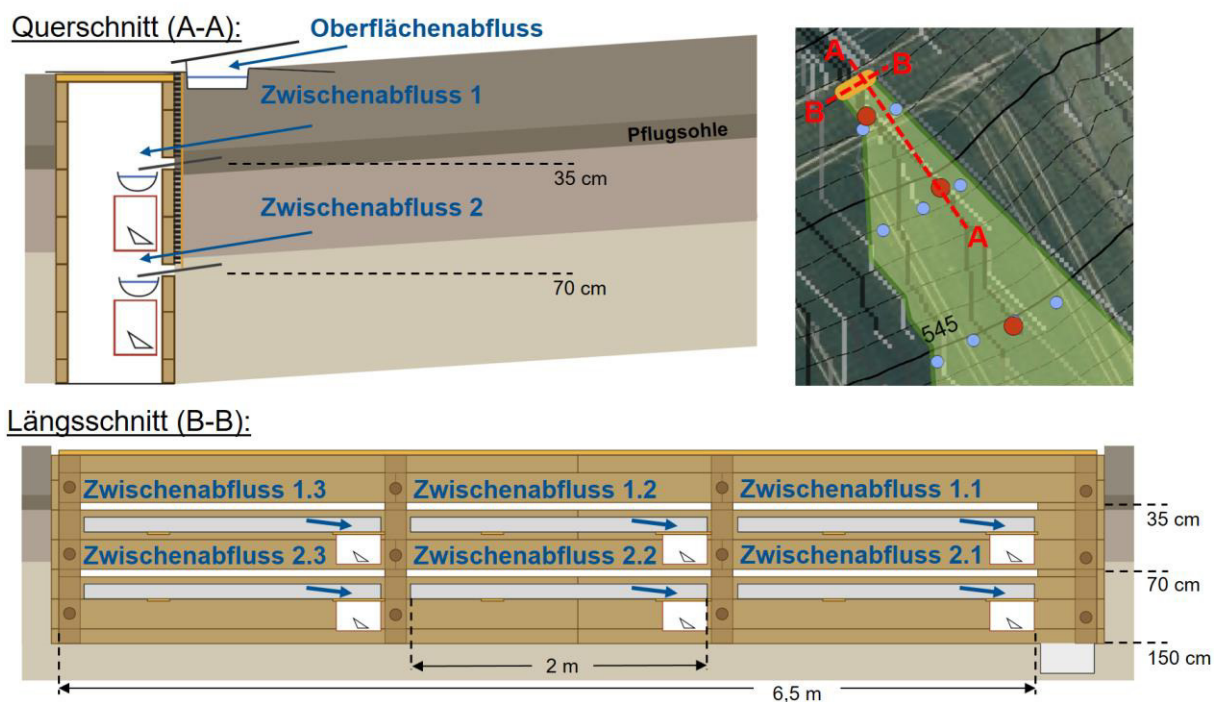 Querschnitt (A-A):
Oberflächenabfluss
Zwischenabfluss 1
Pflugsohle
35 cm
Zwischenabfluss 2
70 cm
A
B
B
A
545
Längsschnitt (B-B):
Zwischenabfluss 1.3
Zwischenabfluss 1.2
Zwischenabfluss 1.1
35 cm
Zwischenabfluss 2.3
Zwischenabfluss 2.2
Zwischenabfluss 2.1
70 cm
150 cm
2 m
6,5 m